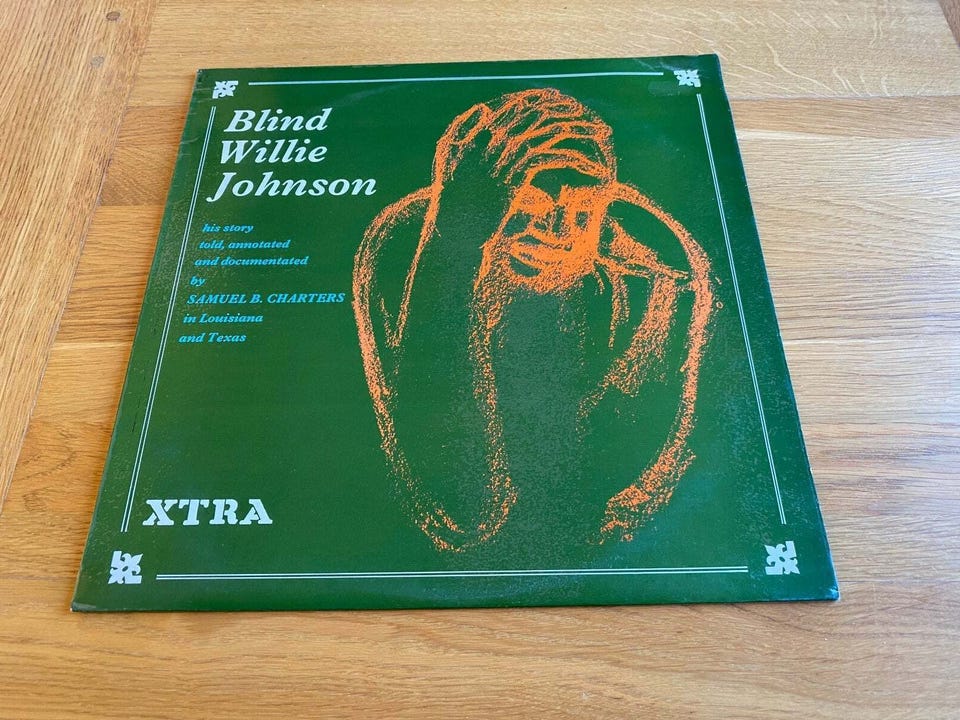 Blind
Willie
Johnson
his story
told, annotated
and documentated
by
SAMUEL B. CHARTERS
in Louisiana
and Texas
XTRA